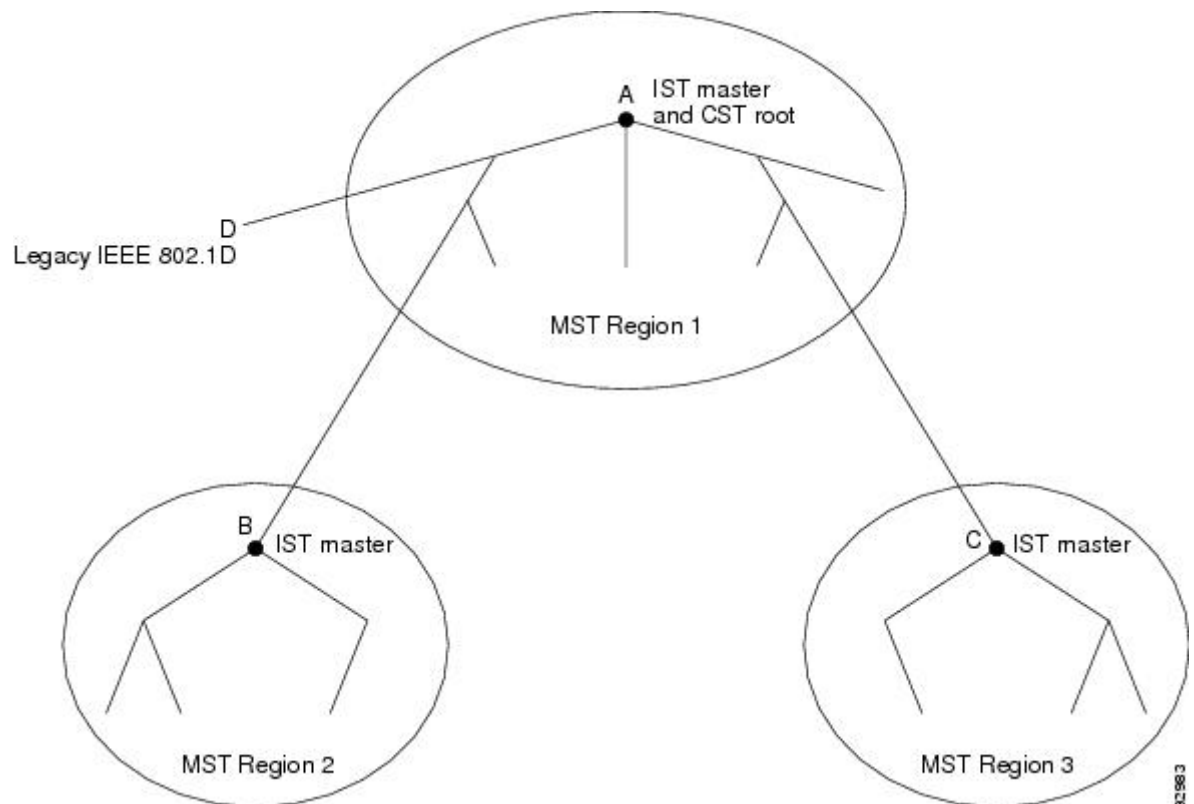 A
IST master
and CST root
D
Legacy IEEE 802.1D
MST Region 1
B
IST master
C
IST master
MST Region 2
MST Region 3